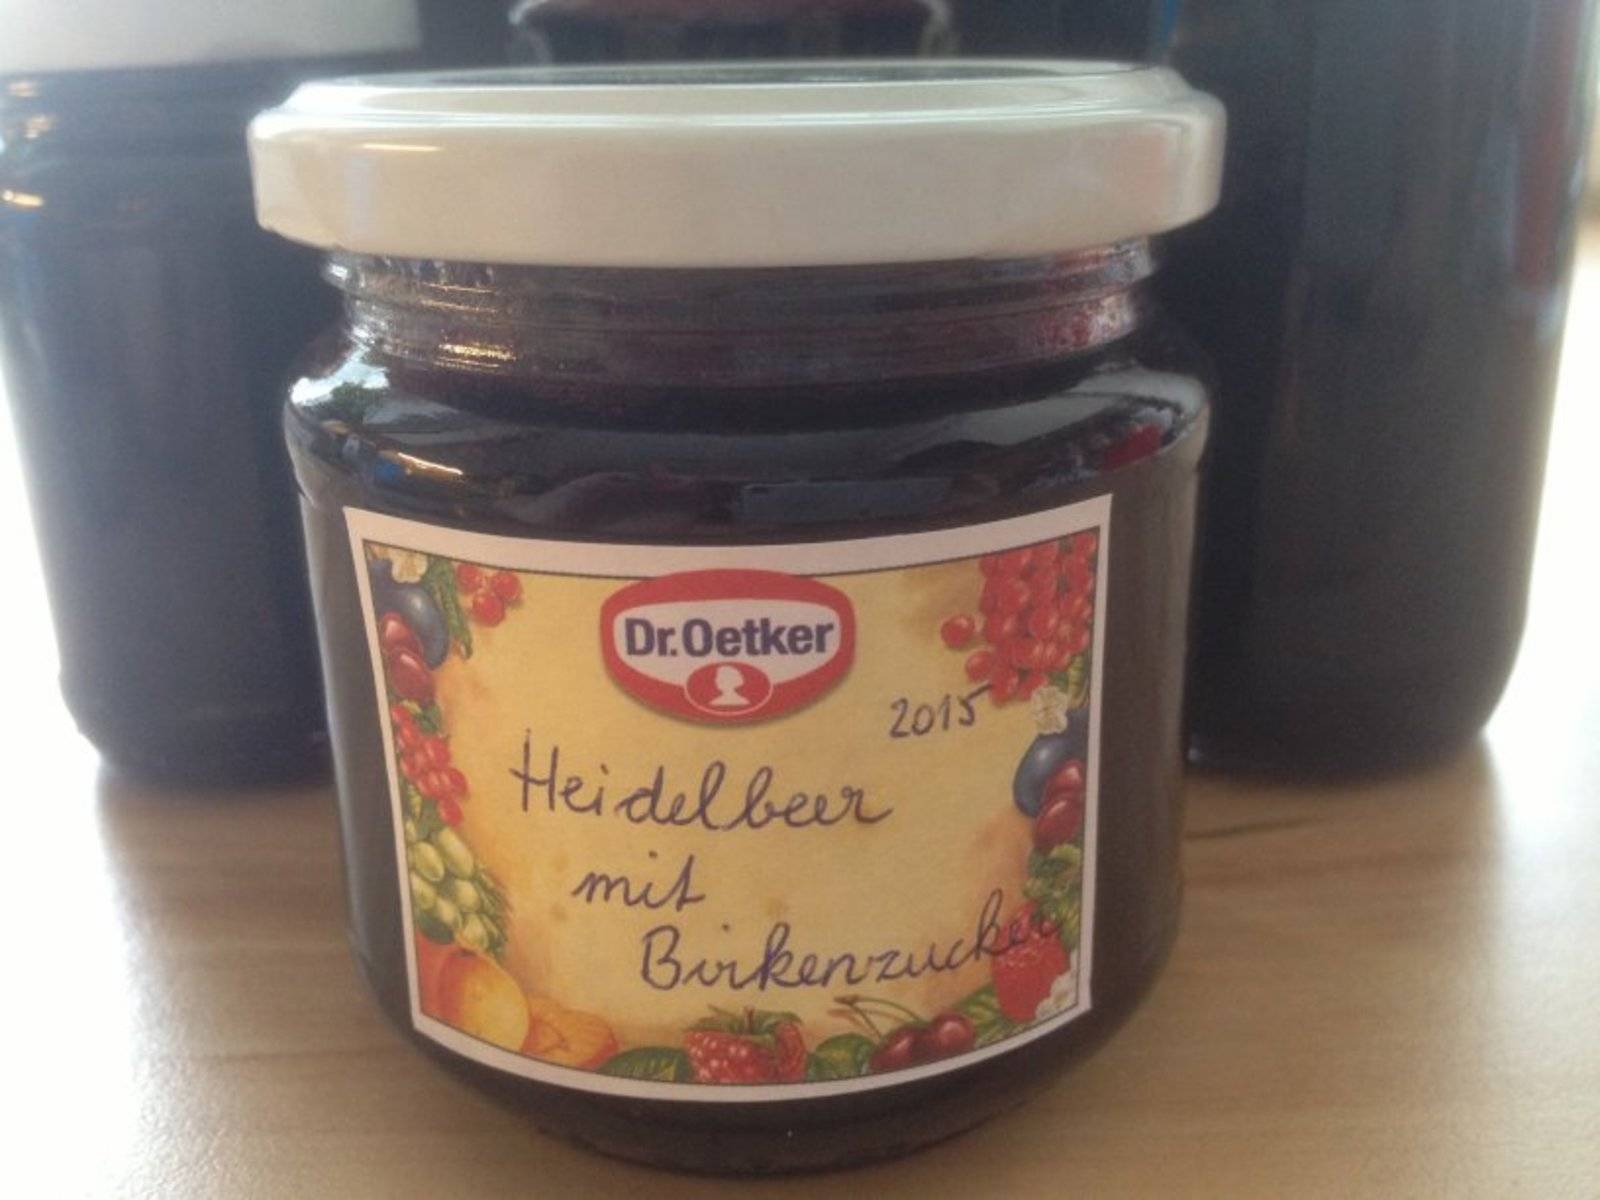 Dr. Oetker
2015
Heidelbeer
mit
Birkenzucker